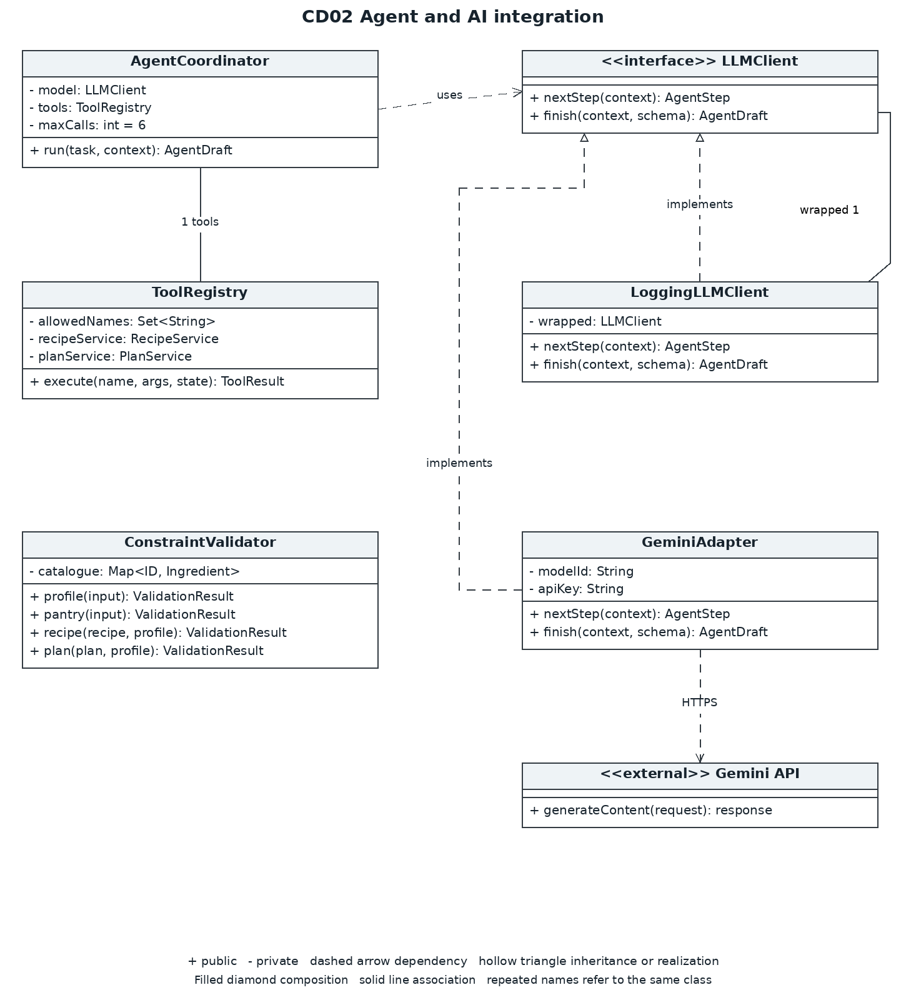 CD02 Agent and AI integration
AgentCoordinator
- model: LLMClient
- tools: ToolRegistry
- maxCalls: int = 6
+ run(task, context): AgentDraft
uses
<<interface>> LLMClient
+ nextStep(context): AgentStep
+ finish(context, schema): AgentDraft
1 tools
implements
wrapped 1
ToolRegistry
- allowedNames: Set<String>
- recipeService: RecipeService
- planService: PlanService
+ execute(name, args, state): ToolResult
LoggingLLMClient
- wrapped: LLMClient
+ nextStep(context): AgentStep
+ finish(context, schema): AgentDraft
implements
ConstraintValidator
- catalogue: Map<ID, Ingredient>
+ profile(input): ValidationResult
+ pantry(input): ValidationResult
+ recipe(recipe, profile): ValidationResult
+ plan(plan, profile): ValidationResult
GeminiAdapter
- modelId: String
- apiKey: String
+ nextStep(context): AgentStep
+ finish(context, schema): AgentDraft
HTTPS
<<external>> Gemini API
+ generateContent(request): response
+ public - private dashed arrow dependency hollow triangle inheritance or realization
Filled diamond composition solid line association repeated names refer to the same class